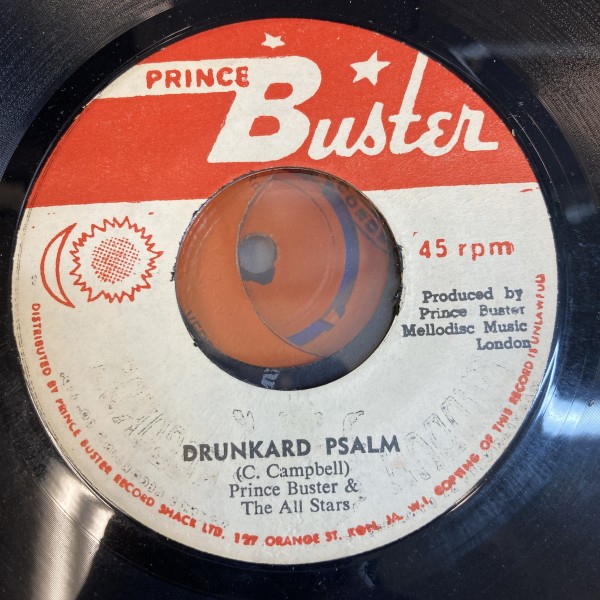 PRINCE
Buster
45 rpm
Produced by
Prince Buster
Mellodisc Music
London
DRUNKARD PSALM
(C. Campbell)
Prince Buster &
The All Stars
DISTRIBUTED BY PRINCE BUSTER RECORD SHACK LTD. 127 ORANGE ST. KGN. JA. W.I. COPYING OF THIS RECORD IS UNLAWFUL